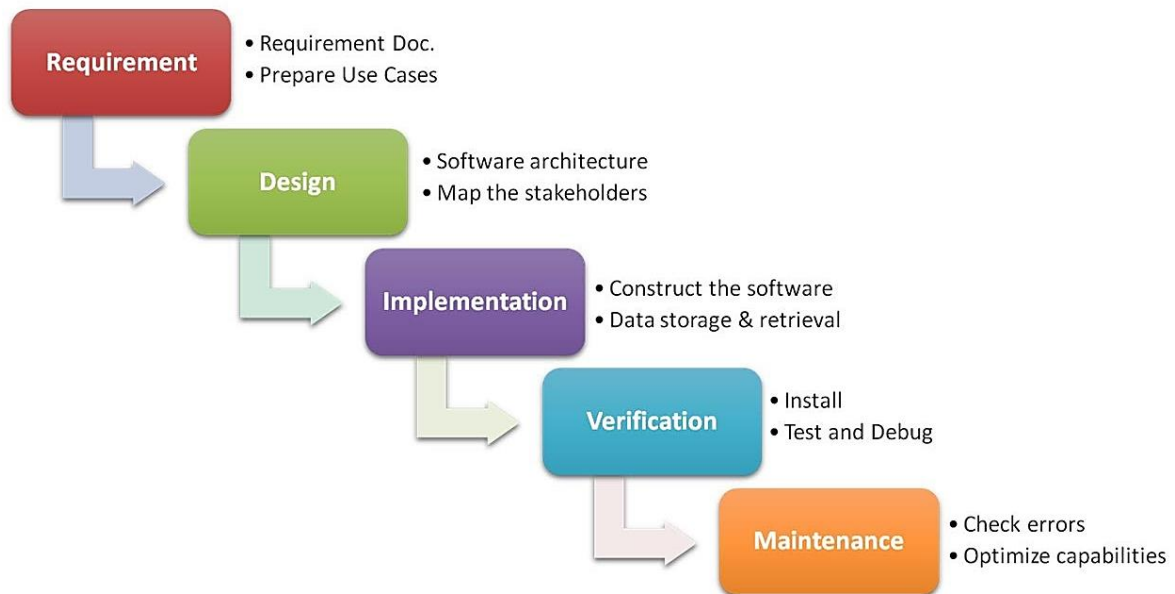 Requirement
• Requirement Doc.
• Prepare Use Cases
Design
• Software architecture
• Map the stakeholders
Implementation
• Construct the software
• Data storage & retrieval
Verification
• Install
• Test and Debug
Maintenance
• Check errors
• Optimize capabilities